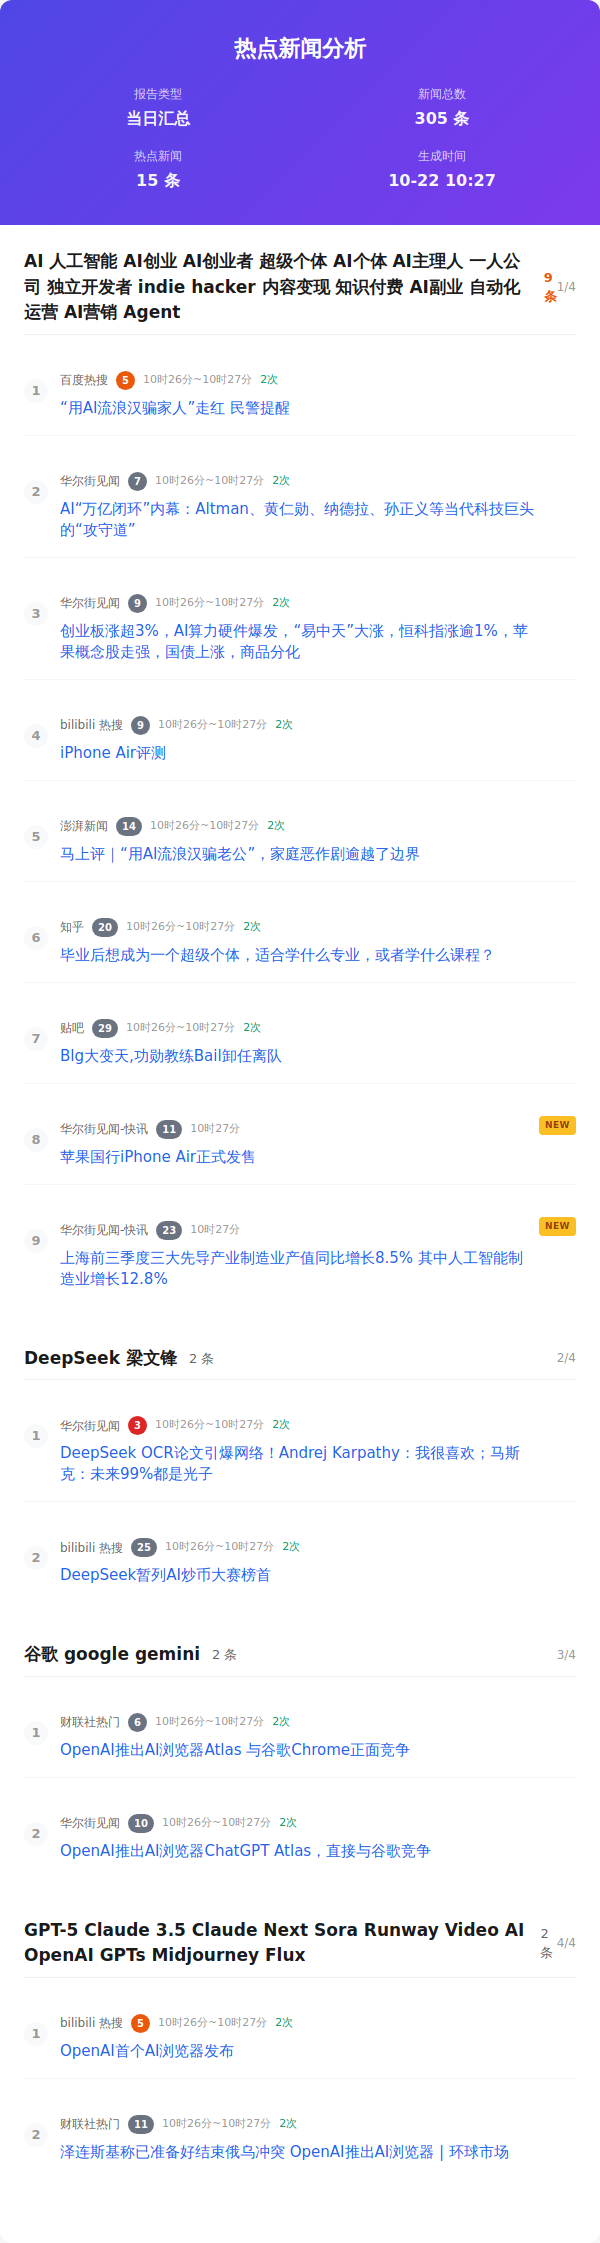 热点新闻分析
报告类型
当日汇总
新闻总数
305 条
热点新闻
15 条
生成时间
10-22 10:27
AI 人工智能 AI创业 AI创业者 超级个体 AI个体 AI主理人 一人公
司 独立开发者 indie hacker 内容变现 知识付费 AI副业 自动化
运营 AI营销 Agent
9
条
1/4
1
百度热搜 5 10时26分~10时27分 2次
“用AI流浪汉骗家人”走红 民警提醒
2
华尔街见闻 7 10时26分~10时27分 2次
AI“万亿闭环”内幕：Altman、黄仁勋、纳德拉、孙正义等当代科技巨头
的“攻守道”
3
华尔街见闻 9 10时26分~10时27分 2次
创业板涨超3%，AI算力硬件爆发，“易中天”大涨，恒科指涨逾1%，苹
果概念股走强，国债上涨，商品分化
4
bilibili 热搜 9 10时26分~10时27分 2次
iPhone Air评测
5
澎湃新闻 14 10时26分~10时27分 2次
马上评｜“用AI流浪汉骗老公”，家庭恶作剧逾越了边界
6
知乎 20 10时26分~10时27分 2次
毕业后想成为一个超级个体，适合学什么专业，或者学什么课程？
7
贴吧 29 10时26分~10时27分 2次
Blg大变天,功勋教练Bail卸任离队
8
华尔街见闻-快讯 11 10时27分
NEW
苹果国行iPhone Air正式发售
9
华尔街见闻-快讯 23 10时27分
NEW
上海前三季度三大先导产业制造业产值同比增长8.5% 其中人工智能制
造业增长12.8%
DeepSeek 梁文锋 2 条
2/4
1
华尔街见闻 3 10时26分~10时27分 2次
DeepSeek OCR论文引爆网络！Andrej Karpathy：我很喜欢；马斯
克：未来99%都是光子
2
bilibili 热搜 25 10时26分~10时27分 2次
DeepSeek暂列AI炒币大赛榜首
谷歌 google gemini 2 条
3/4
1
财联社热门 6 10时26分~10时27分 2次
OpenAI推出AI浏览器Atlas 与谷歌Chrome正面竞争
2
华尔街见闻 10 10时26分~10时27分 2次
OpenAI推出AI浏览器ChatGPT Atlas，直接与谷歌竞争
GPT-5 Claude 3.5 Claude Next Sora Runway Video AI
OpenAI GPTs Midjourney Flux
2
条
4/4
1
bilibili 热搜 5 10时26分~10时27分 2次
OpenAI首个AI浏览器发布
2
财联社热门 11 10时26分~10时27分 2次
泽连斯基称已准备好结束俄乌冲突 OpenAI推出AI浏览器 | 环球市场